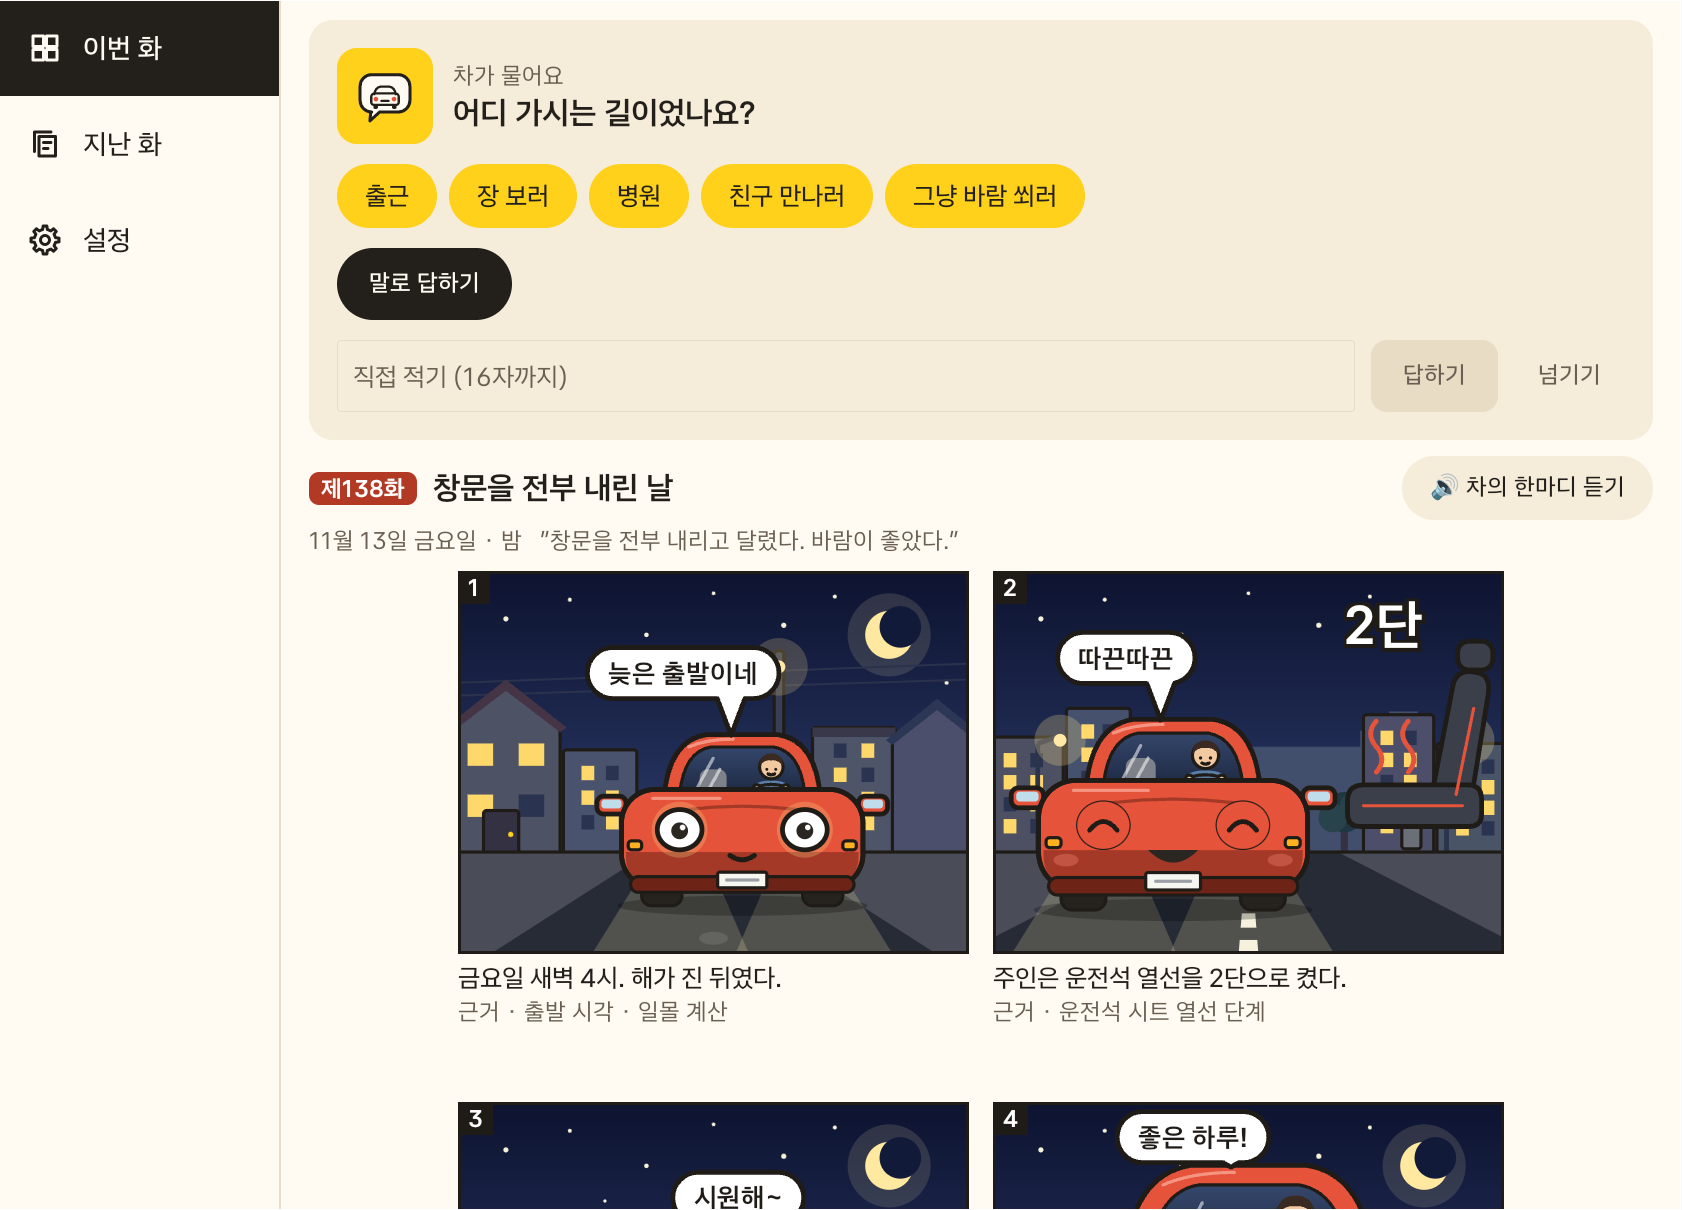 이번 화
지난 화
설정
차가 물어요
어디 가시는 길이었나요?
출근
장 보러
병원
친구 만나러
그냥 바람 쐬러
말로 답하기
직접 적기 (16자까지)
답하기
넘기기
제138화 창문을 전부 내린 날
차의 한마디 듣기
11월 13일 금요일 · 밤 "창문을 전부 내리고 달렸다. 바람이 좋았다."
1
늦은 출발이네
금요일 새벽 4시. 해가 진 뒤였다.
근거 · 출발 시각 · 일몰 계산
2
2단
따끈따끈
주인은 운전석 열선을 2단으로 켰다.
근거 · 운전석 시트 열선 단계
3
시원해~
4
좋은 하루!